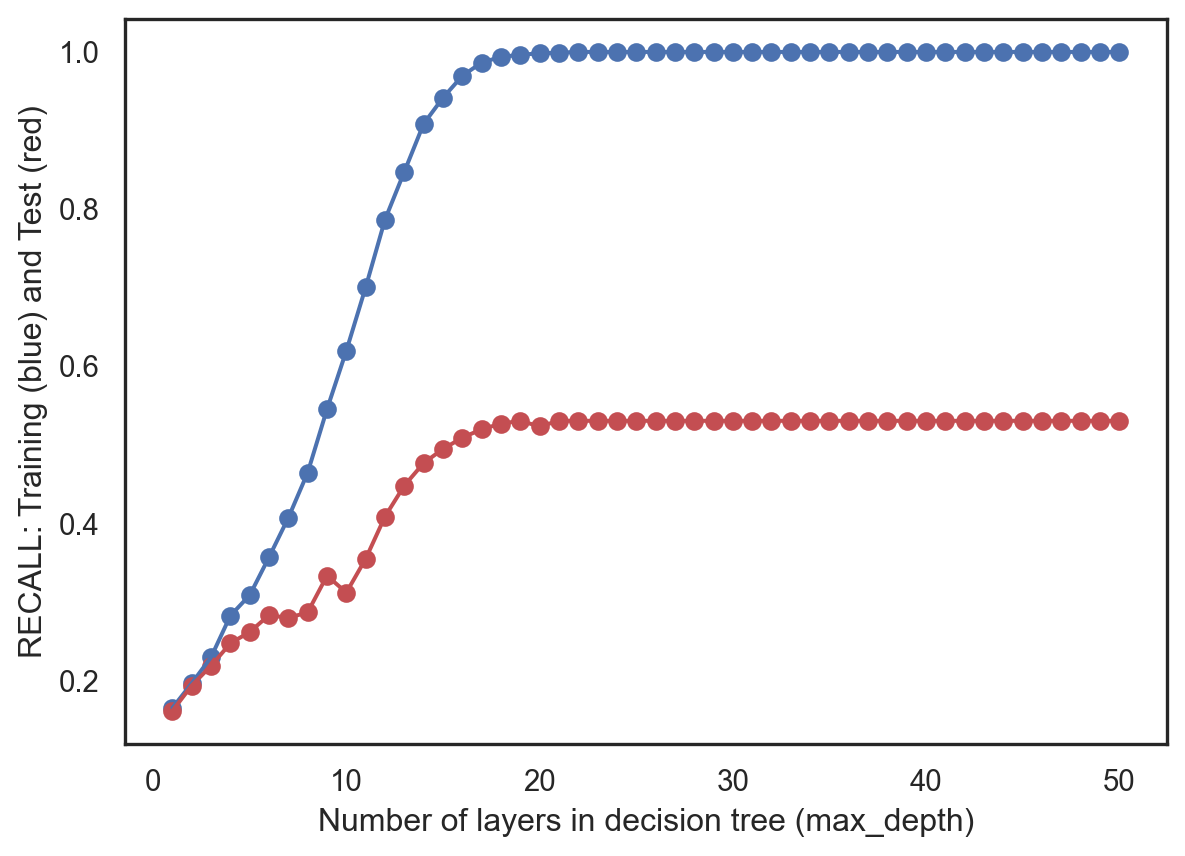 RECALL: Training (blue) and Test (red)
1.0
0.8
0.6
0.4
0.2
0 10 20 30 40 50
Number of layers in decision tree (max_depth)